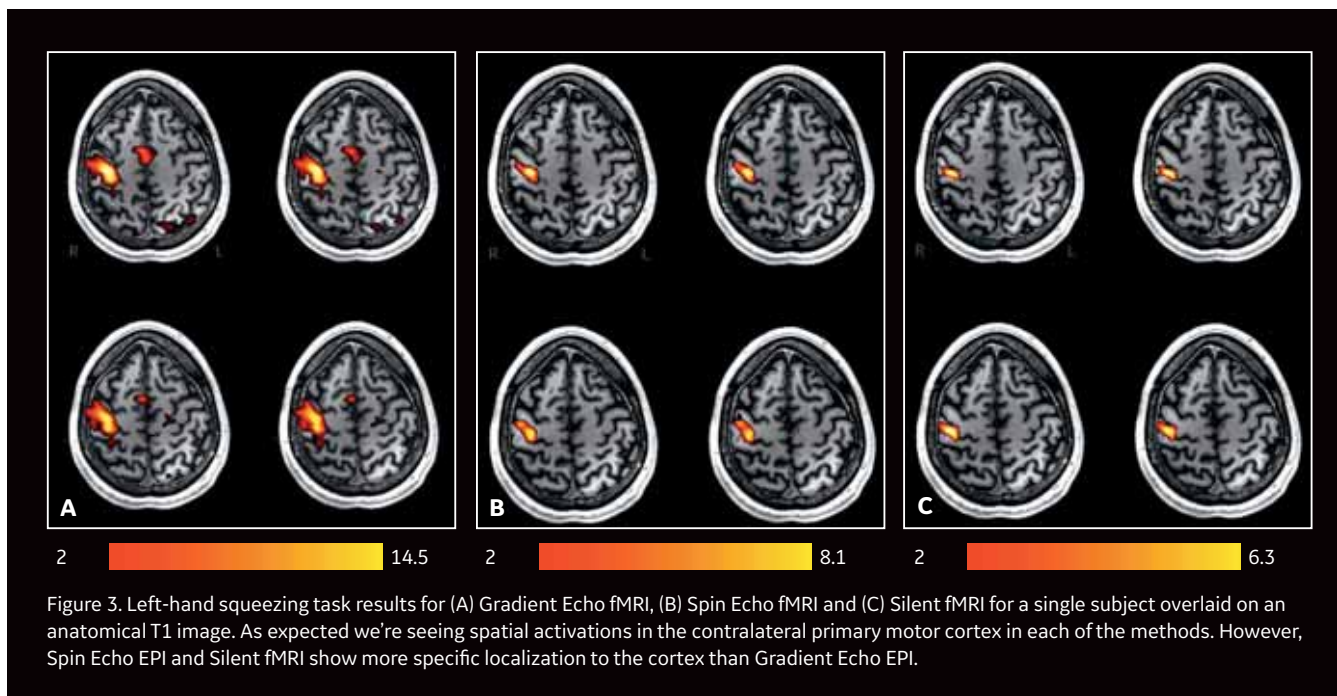 R L
R L
R L
A
B
C
2 14.5
2 8.1
2 6.3
Figure 3. Left-hand squeezing task results for (A) Gradient Echo fMRI, (B) Spin Echo fMRI and (C) Silent fMRI for a single subject overlaid on an
anatomical T1 image. As expected we're seeing spatial activations in the contralateral primary motor cortex in each of the methods. However,
Spin Echo EPI and Silent fMRI show more specific localization to the cortex than Gradient Echo EPI.